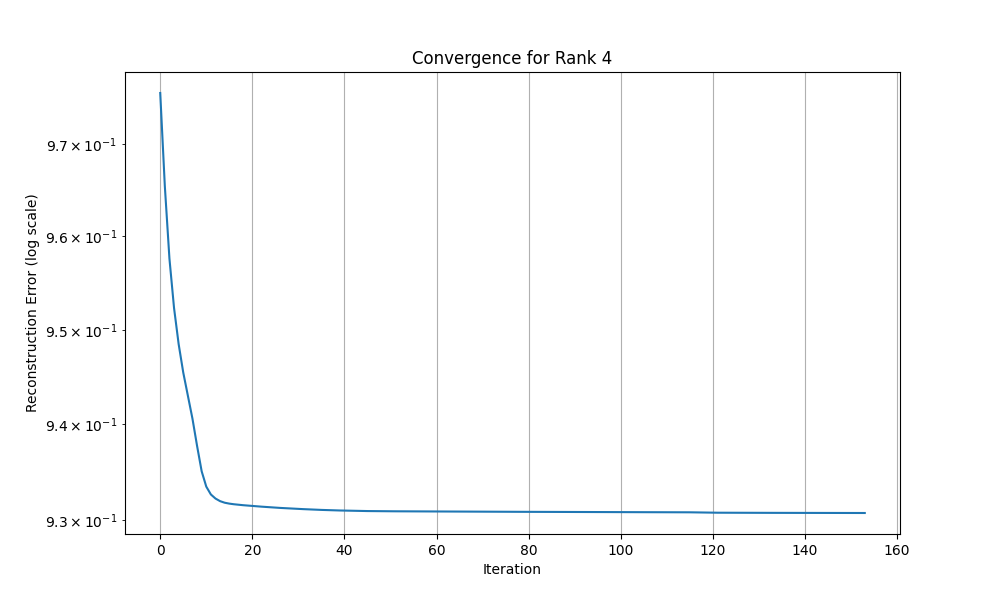 Convergence for Rank 4
Reconstruction Error (log scale)
9.7 × 10⁻¹
9.6 × 10⁻¹
9.5 × 10⁻¹
9.4 × 10⁻¹
9.3 × 10⁻¹
0 20 40 60 80 100 120 140 160
Iteration